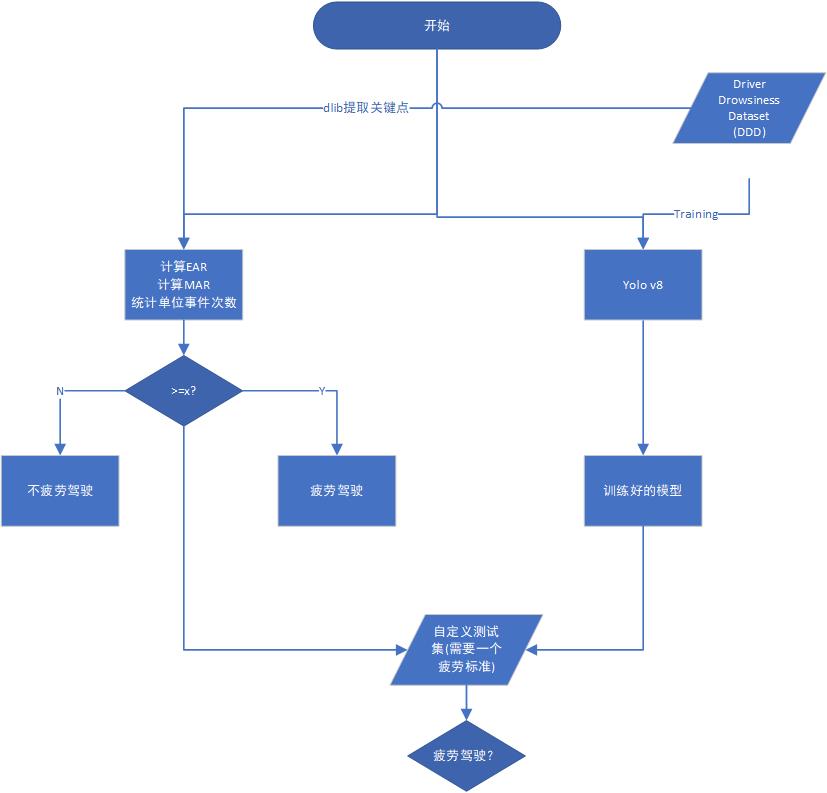 开始
Driver
Drowsiness
Dataset
(DDD)
dlib提取关键点
Training
计算EAR
计算MAR
统计单位事件次数
Yolo v8
>=x?
N
Y
不疲劳驾驶
疲劳驾驶
训练好的模型
自定义测试
集(需要一个
疲劳标准)
疲劳驾驶?